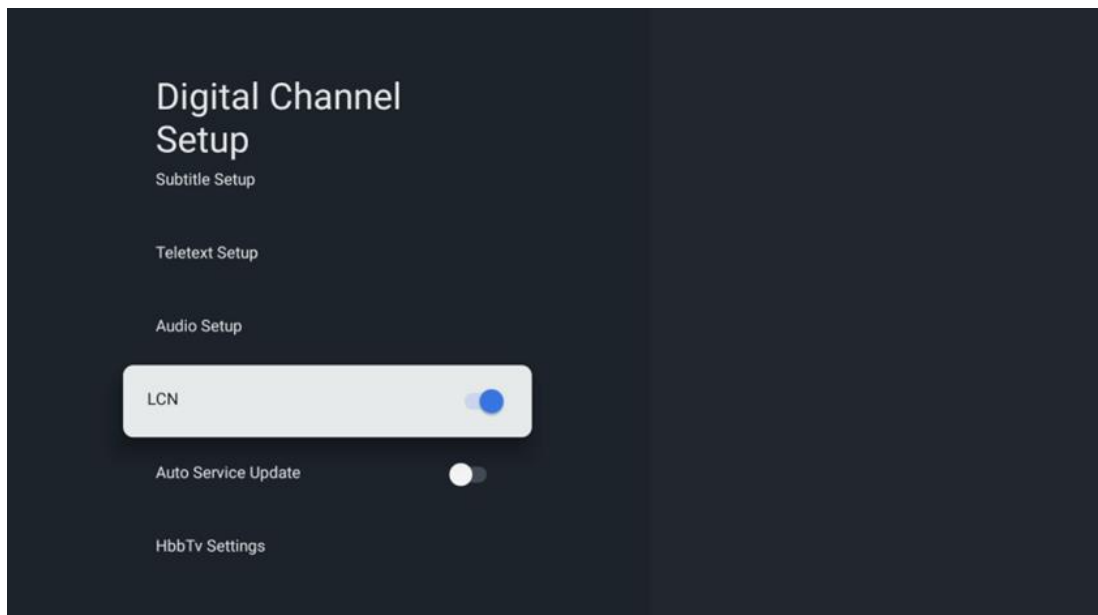 Digital Channel
Setup
Subtitle Setup
Teletext Setup
Audio Setup
LCN
Auto Service Update
HbbTv Settings